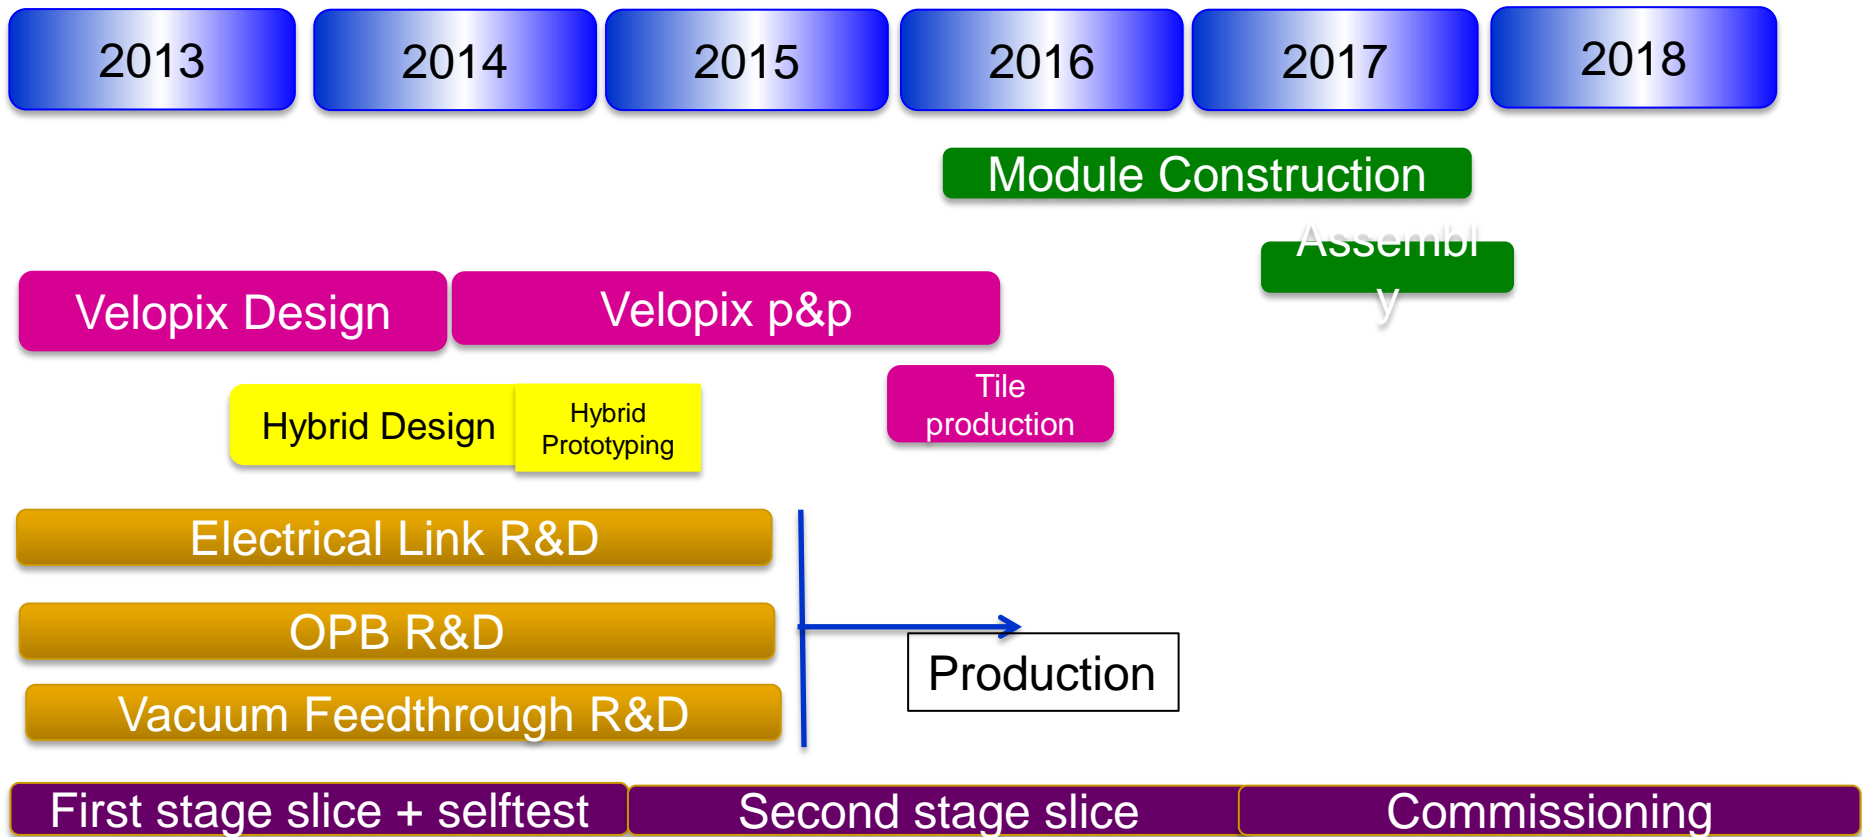 2013
2014
2015
2016
2017
2018
Module Construction
Assembl
y
Velopix Design
Velopix p&p
Tile
production
Hybrid Design
Hybrid
Prototyping
Electrical Link R&D
OPB R&D
Production
Vacuum Feedthrough R&D
First stage slice + selftest
Second stage slice
Commissioning